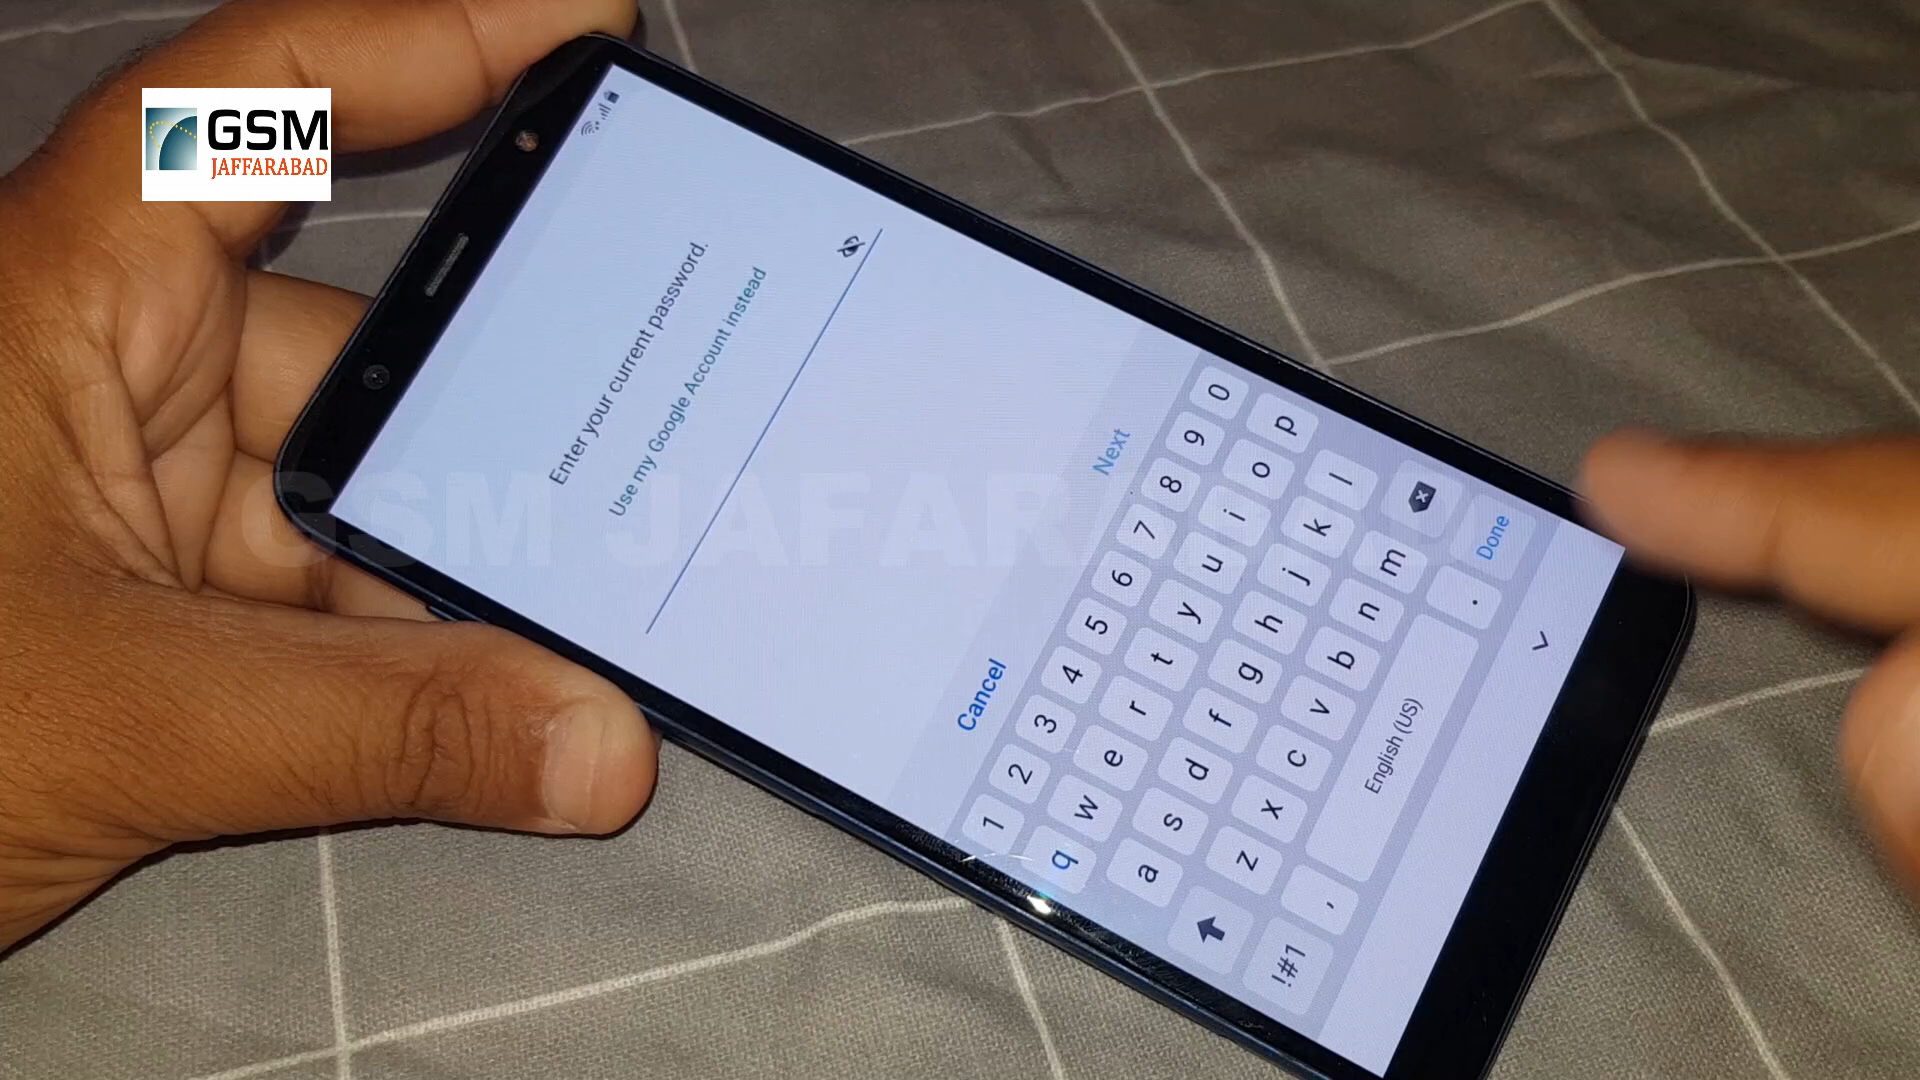 GSM
JAFFARABAD
Enter your current password.
Use my Google Account instead
Cancel
Next
1 2 3 4 5 6 7 8 9 0
q w e r t y u i o p
a s d f g h j k l
z x c v b n m
!#1 , English (US) . Done
GSM JAFAR